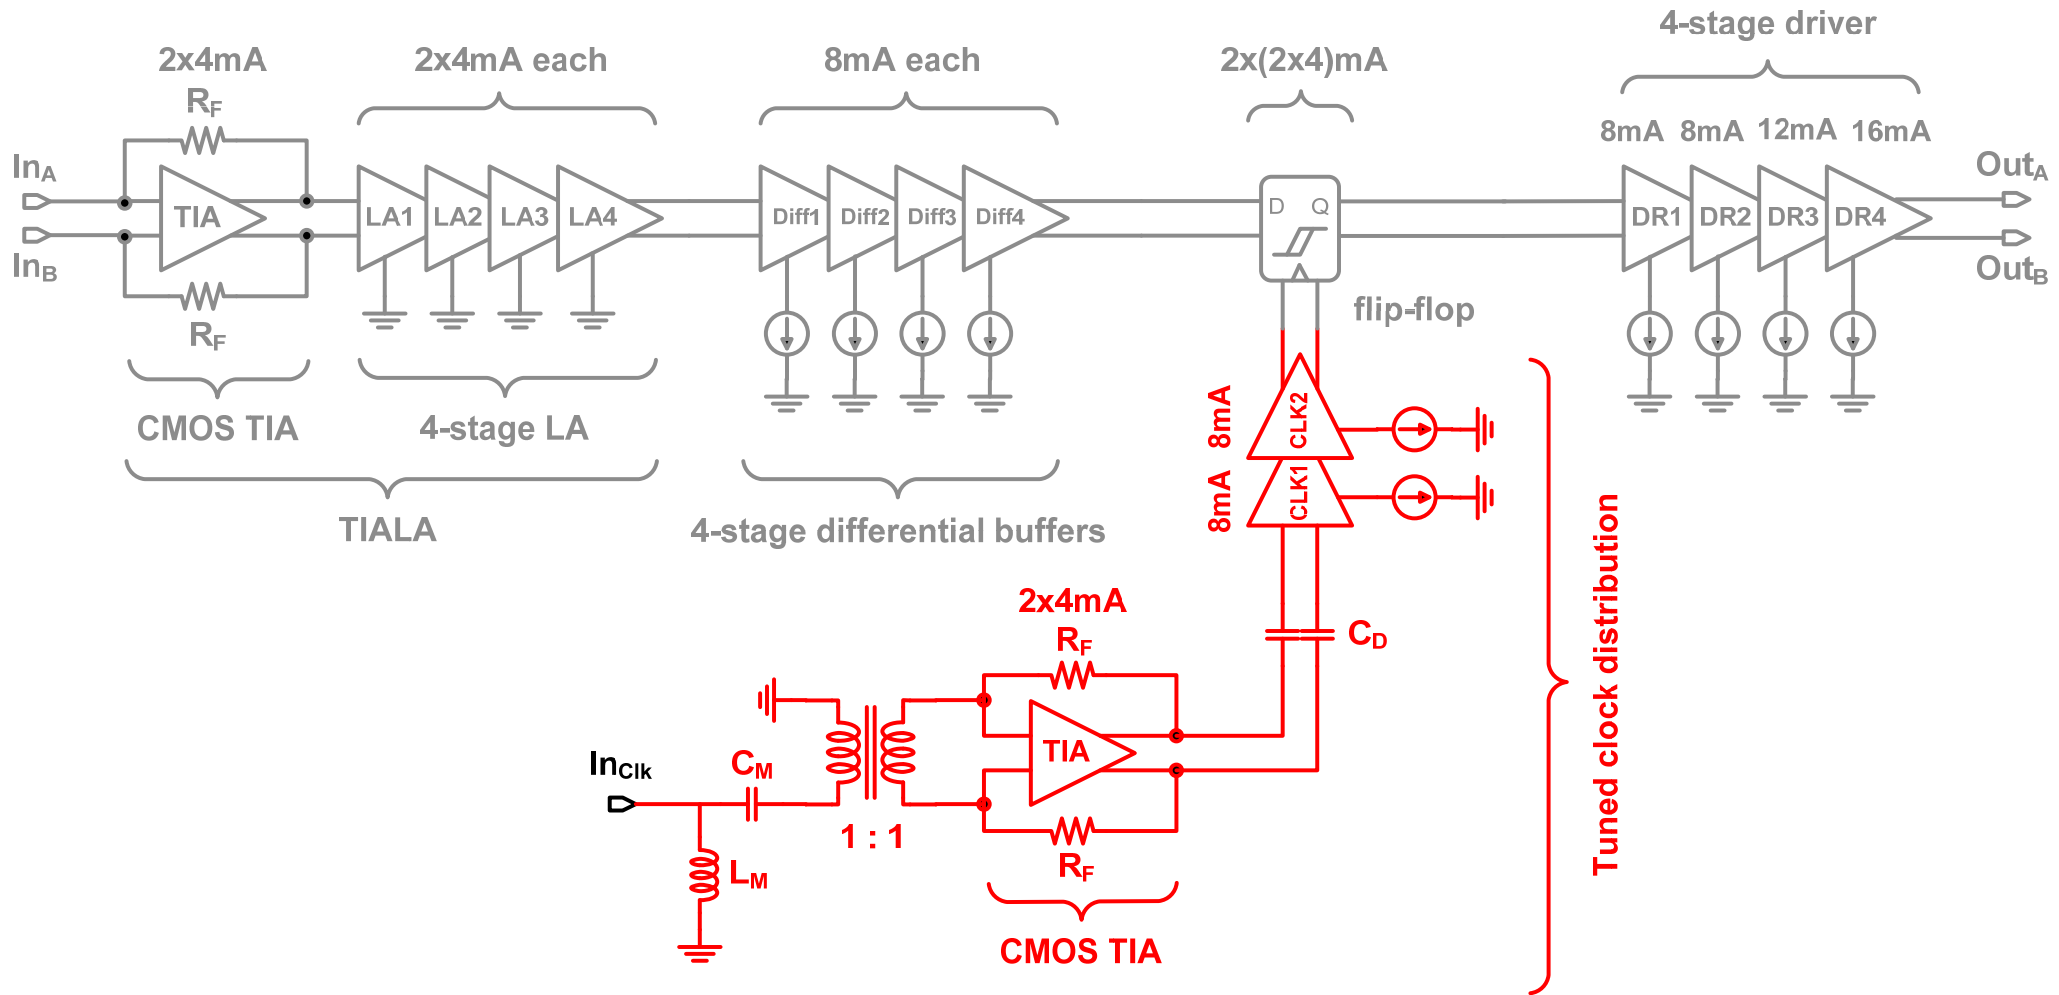 4-stage driver
2x4mA
2x4mA each
8mA each
2x(2x4)mA
RF
8mA
8mA
12mA
16mA
InA
OutA
TIA
LA1
LA2
LA3
LA4
Diff1
Diff2
Diff3
Diff4
D
Q
DR1
DR2
DR3
DR4
InB
OutB
RF
flip-flop
CMOS TIA
4-stage LA
8mA
CLK2
8mA
CLK1
TIALA
4-stage differential buffers
Tuned clock distribution
2x4mA
RF
CD
InClk
CM
TIA
1 : 1
LM
RF
CMOS TIA